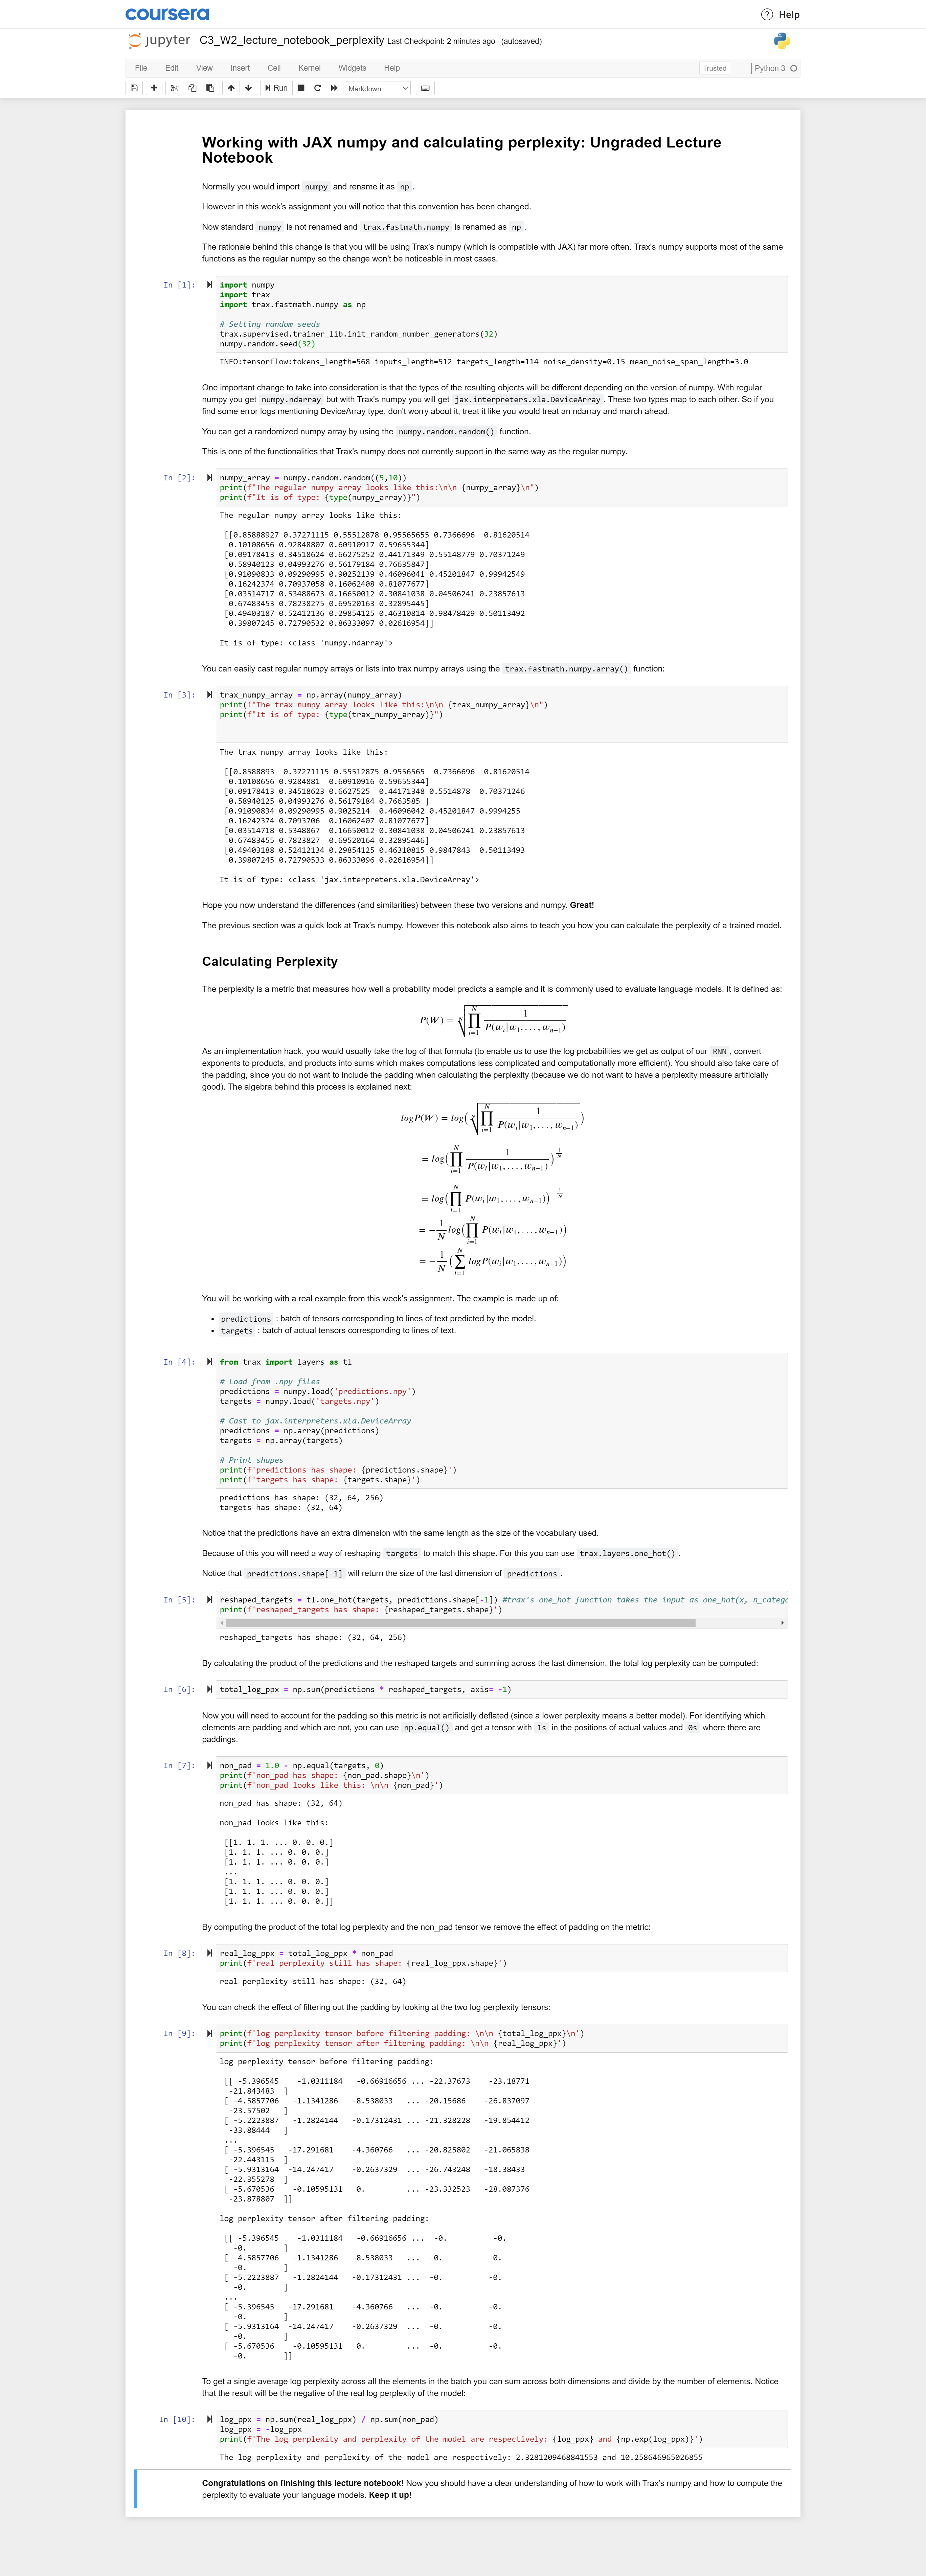 coursera
Help
jupyter C3_W2_lecture_notebook_perplexity Last Checkpoint: 2 minutes ago (autosaved)
File Edit View Insert Cell Kernel Widgets Help
Trusted Python 3
Run
Markdown
Working with JAX numpy and calculating perplexity: Ungraded Lecture
Notebook
Normally you would import numpy and rename it as np .
However in this week's assignment you will notice that this convention has been changed.
Now standard numpy is not renamed and trax.fastmath.numpy is renamed as np .
The rationale behind this change is that you will be using Trax's numpy (which is compatible with JAX) far more often. Trax's numpy supports most of the same
functions as the regular numpy so the change won't be noticeable in most cases.
In [1]:
import numpy
import trax
import trax.fastmath.numpy as np
# Setting random seeds
trax.supervised.trainer_lib.init_random_number_generators(32)
numpy.random.seed(32)
INFO:tensorflow:tokens_length=568 inputs_length=512 targets_length=114 noise_density=0.15 mean_noise_span_length=3.0
One important change to take into consideration is that the types of the resulting objects will be different depending on the version of numpy. With regular
numpy you get numpy.ndarray but with Trax's numpy you will get jax.interpreters.xla.DeviceArray . These two types map to each other. So if you
find some error logs mentioning DeviceArray type, don't worry about it, treat it like you would treat an ndarray and march ahead.
You can get a randomized numpy array by using the numpy.random.random() function.
This is one of the functionalities that Trax's numpy does not currently support in the same way as the regular numpy.
In [2]:
numpy_array = numpy.random.random((5,10))
print(f"The regular numpy array looks like this:\n\n {numpy_array}\n")
print(f"It is of type: {type(numpy_array)}")
The regular numpy array looks like this:
[[0.85888927 0.37271115 0.55512878 0.95565655 0.7366696 0.81620514
0.10108656 0.92848807 0.60910917 0.59655344]
[0.09178413 0.34518624 0.66275252 0.44171349 0.55148779 0.70371249
0.58940123 0.04993276 0.56179184 0.76635847]
[0.91090833 0.09290995 0.90252139 0.46096041 0.45201847 0.99942549
0.16242374 0.70937058 0.16062408 0.81077677]
[0.03514717 0.53488673 0.16650012 0.30841038 0.04506241 0.23857613
0.67483453 0.78238275 0.69520163 0.32895445]
[0.49403187 0.52412136 0.29854125 0.46310814 0.98478429 0.50113492
0.39807245 0.72790532 0.86333097 0.02616954]]
It is of type: <class 'numpy.ndarray'>
You can easily cast regular numpy arrays or lists into trax numpy arrays using the trax.fastmath.numpy.array() function:
In [3]:
trax_numpy_array = np.array(numpy_array)
print(f"The trax numpy array looks like this:\n\n {trax_numpy_array}\n")
print(f"It is of type: {type(trax_numpy_array)}")
The trax numpy array looks like this:
[[0.8588893 0.37271115 0.55512875 0.9556565 0.7366696 0.81620514
0.10108656 0.9284881 0.60910916 0.59655344]
[0.09178413 0.34518623 0.6627525 0.44171348 0.5514878 0.70371246
0.58940125 0.04993276 0.56179184 0.7663585 ]
[0.91090834 0.09290995 0.9025214 0.46096042 0.45201847 0.9994255
0.16242374 0.7093706 0.16062407 0.81077677]
[0.03514718 0.5348867 0.16650012 0.30841038 0.04506241 0.23857613
0.67483455 0.7823827 0.69520164 0.32895446]
[0.49403188 0.52412134 0.29854125 0.46310815 0.9847843 0.50113493
0.39807245 0.72790533 0.86333096 0.02616954]]
It is of type: <class 'jax.interpreters.xla.DeviceArray'>
Hope you now understand the differences (and similarities) between these two versions and numpy. Great!
The previous section was a quick look at Trax's numpy. However this notebook also aims to teach you how you can calculate the perplexity of a trained model.
Calculating Perplexity
The perplexity is a metric that measures how well a probability model predicts a sample and it is commonly used to evaluate language models. It is defined as:
P(W) = \sqrt[N]{\prod_{i=1}^{N} \frac{1}{P(w_i|w_1,...,w_{n-1})}}
As an implementation hack, you would usually take the log of that formula (to enable us to use the log probabilities we get as output of our RNN , convert
exponents to products, and products into sums which makes computations less complicated and computationally more efficient). You should also take care of
the padding, since you do not want to include the padding when calculating the perplexity (because we do not want to have a perplexity measure artificially
good). The algebra behind this process is explained next:
logP(W) = log(\sqrt[N]{\prod_{i=1}^{N} \frac{1}{P(w_i|w_1,...,w_{n-1})}})
= log(\prod_{i=1}^{N} \frac{1}{P(w_i|w_1,...,w_{n-1})})^{\frac{1}{N}}
= log(\prod_{i=1}^{N} P(w_i|w_1,...,w_{n-1}))^{-\frac{1}{N}}
= -\frac{1}{N} log(\prod_{i=1}^{N} P(w_i|w_1,...,w_{n-1}))
= -\frac{1}{N} (\sum_{i=1}^{N} logP(w_i|w_1,...,w_{n-1}))
You will be working with a real example from this week's assignment. The example is made up of:
• predictions : batch of tensors corresponding to lines of text predicted by the model.
• targets : batch of actual tensors corresponding to lines of text.
In [4]:
from trax import layers as tl
# Load from .npy files
predictions = numpy.load('predictions.npy')
targets = numpy.load('targets.npy')
# Cast to jax.interpreters.xla.DeviceArray
predictions = np.array(predictions)
targets = np.array(targets)
# Print shapes
print(f'predictions has shape: {predictions.shape}')
print(f'targets has shape: {targets.shape}')
predictions has shape: (32, 64, 256)
targets has shape: (32, 64)
Notice that the predictions have an extra dimension with the same length as the size of the vocabulary used.
Because of this you will need a way of reshaping targets to match this shape. For this you can use trax.layers.one_hot() .
Notice that predictions.shape[-1] will return the size of the last dimension of predictions .
In [5]:
reshaped_targets = tl.one_hot(targets, predictions.shape[-1]) #trax's one_hot function takes the input as one_hot(x, n_catego
print(f'reshaped_targets has shape: {reshaped_targets.shape}')
reshaped_targets has shape: (32, 64, 256)
By calculating the product of the predictions and the reshaped targets and summing across the last dimension, the total log perplexity can be computed:
In [6]:
total_log_ppx = np.sum(predictions * reshaped_targets, axis= -1)
Now you will need to account for the padding so this metric is not artificially deflated (since a lower perplexity means a better model). For identifying which
elements are padding and which are not, you can use np.equal() and get a tensor with 1s in the positions of actual values and 0s where there are
paddings.
In [7]:
non_pad = 1.0 - np.equal(targets, 0)
print(f'non_pad has shape: {non_pad.shape}\n')
print(f'non_pad looks like this: \n\n {non_pad}')
non_pad has shape: (32, 64)
non_pad looks like this:
[[1. 1. 1. ... 0. 0. 0.]
[1. 1. 1. ... 0. 0. 0.]
[1. 1. 1. ... 0. 0. 0.]
...
[1. 1. 1. ... 0. 0. 0.]
[1. 1. 1. ... 0. 0. 0.]
[1. 1. 1. ... 0. 0. 0.]]
By computing the product of the total log perplexity and the non_pad tensor we remove the effect of padding on the metric:
In [8]:
real_log_ppx = total_log_ppx * non_pad
print(f'real perplexity still has shape: {real_log_ppx.shape}')
real perplexity still has shape: (32, 64)
You can check the effect of filtering out the padding by looking at the two log perplexity tensors:
In [9]:
print(f'log perplexity tensor before filtering padding: \n\n {total_log_ppx}\n')
print(f'log perplexity tensor after filtering padding: \n\n {real_log_ppx}')
log perplexity tensor before filtering padding:
[[ -5.396545 -1.0311184 -0.66916656 ... -22.37673 -23.18771
-21.843483 ]
[ -4.5857706 -1.1341286 -8.538033 ... -20.15686 -26.837097
-23.57502 ]
[ -5.2223887 -1.2824144 -0.17312431 ... -21.328228 -19.854412
-33.88444 ]
...
[ -5.396545 -17.291681 -4.360766 ... -20.825802 -21.065838
-22.443115 ]
[ -5.9313164 -14.247417 -0.2637329 ... -26.743248 -18.38433
-22.355278 ]
[ -5.670536 -0.10595131 0. ... -23.332523 -28.087376
-23.878807 ]]
log perplexity tensor after filtering padding:
[[ -5.396545 -1.0311184 -0.66916656 ... -0. -0.
-0. ]
[ -4.5857706 -1.1341286 -8.538033 ... -0. -0.
-0. ]
[ -5.2223887 -1.2824144 -0.17312431 ... -0. -0.
-0. ]
...
[ -5.396545 -17.291681 -4.360766 ... -0. -0.
-0. ]
[ -5.9313164 -14.247417 -0.2637329 ... -0. -0.
-0. ]
[ -5.670536 -0.10595131 0. ... -0. -0.
-0. ]]
To get a single average log perplexity across all the elements in the batch you can sum across both dimensions and divide by the number of elements. Notice
that the result will be the negative of the real log perplexity of the model:
In [10]:
log_ppx = np.sum(real_log_ppx) / np.sum(non_pad)
log_ppx = -log_ppx
print(f'The log perplexity and perplexity of the model are respectively: {log_ppx} and {np.exp(log_ppx)}')
The log perplexity and perplexity of the model are respectively: 2.3281209468841553 and 10.258646965026855
Congratulations on finishing this lecture notebook! Now you should have a clear understanding of how to work with Trax's numpy and how to compute the
perplexity to evaluate your language models. Keep it up!